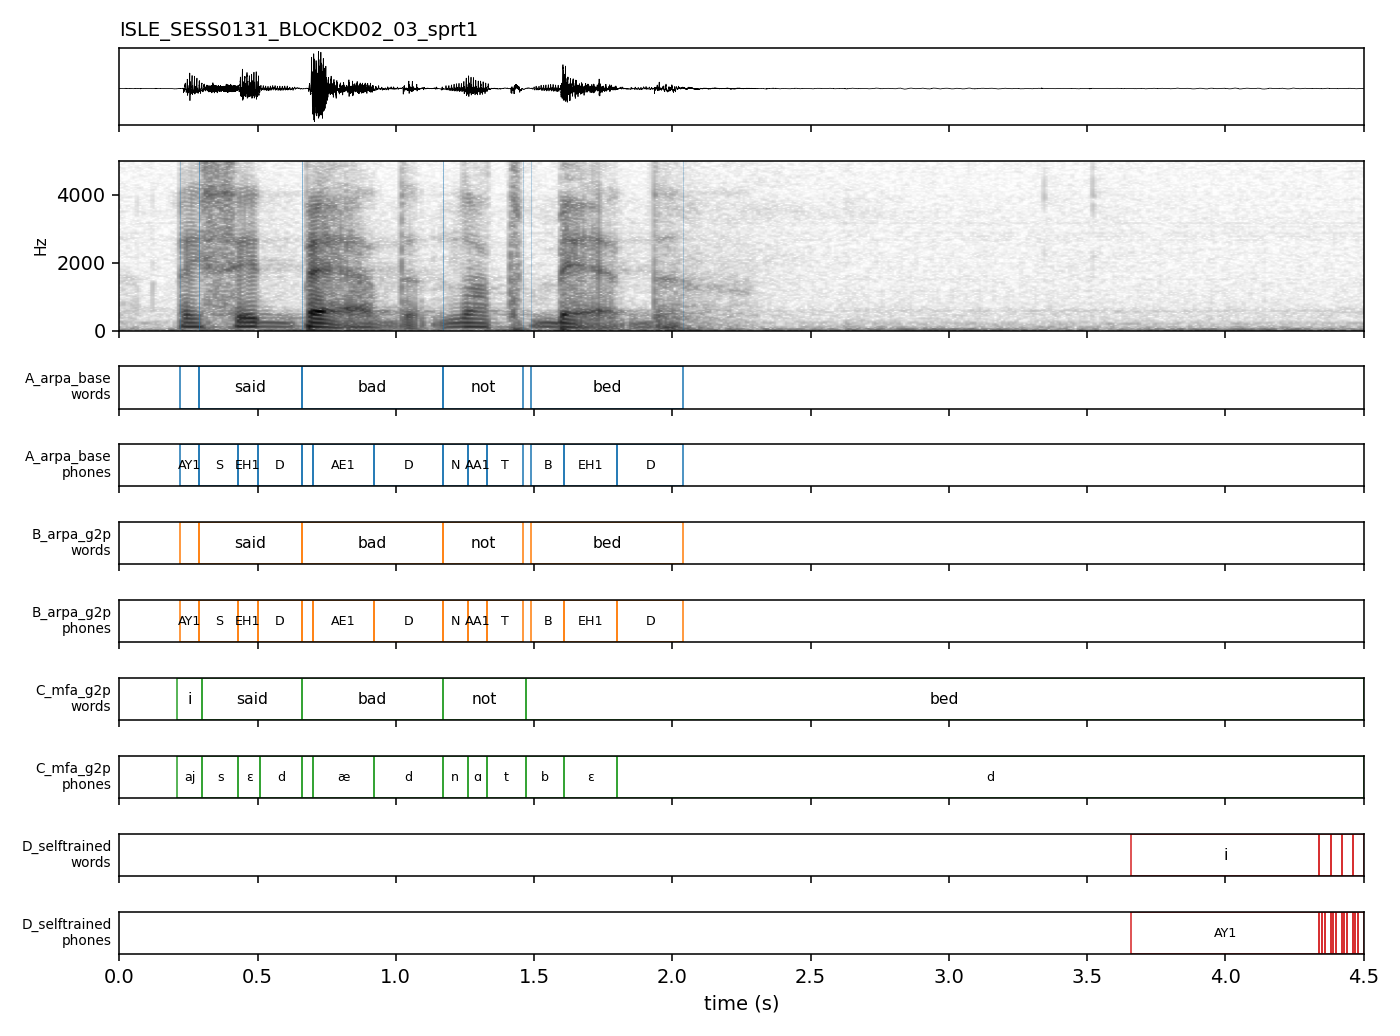 ISLE_SESS0131_BLOCKD02_03_sprt1
4000
Hz
2000
0
A_arpa_base words said bad not bed
A_arpa_base phones AY1 S EH1 D AE1 D N AA1 T B EH1 D
B_arpa_g2p words said bad not bed
B_arpa_g2p phones AY1 S EH1 D AE1 D N AA1 T B EH1 D
C_mfa_g2p words i said bad not bed
C_mfa_g2p phones aj s ɛ d æ d n ɑ t b ɛ d
D_selftrained words i
D_selftrained phones AY1
0.0 0.5 1.0 1.5 2.0 2.5 3.0 3.5 4.0 4.5
time (s)